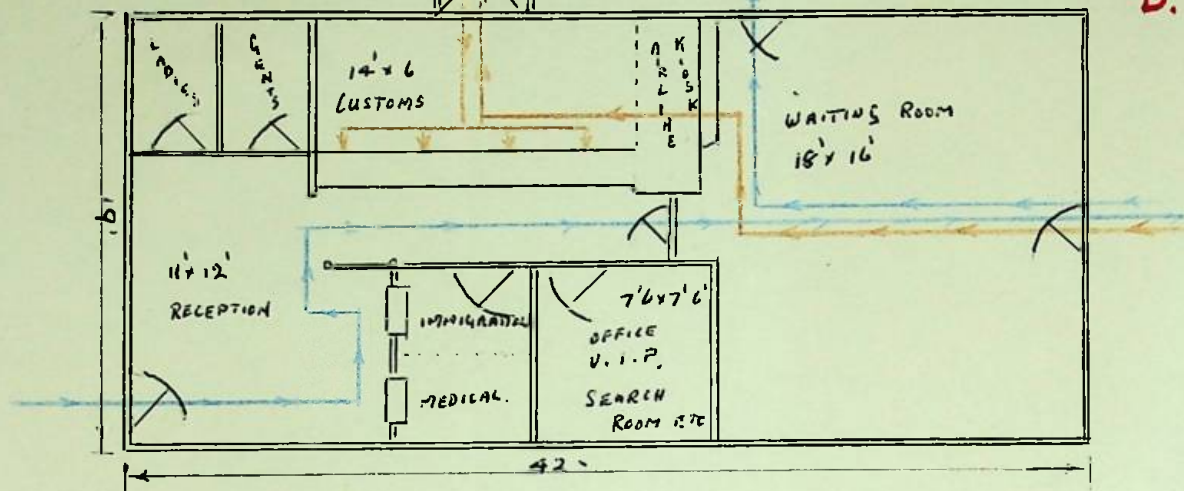 B.
LADIES
GENTS
14' x 6
CUSTOMS
AIRLINE
KIOSK
WAITING ROOM
18' x 16'
16'
11' x 12'
RECEPTION
IMMIGRATION
MEDICAL.
7'6 x 7'6'
OFFICE
V.I.P.
SEARCH
ROOM ETC
42'